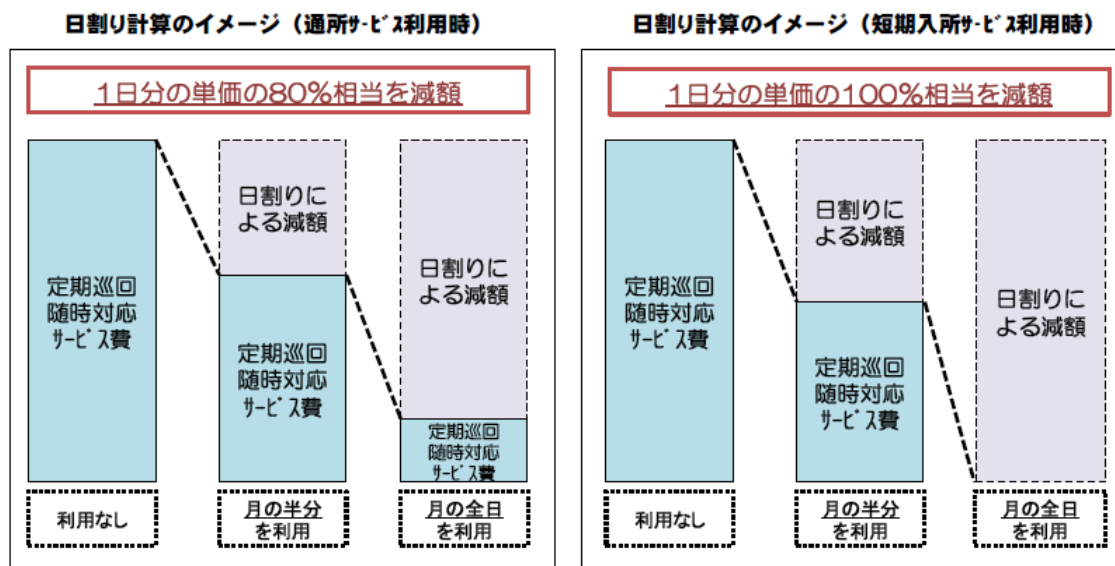 日割り計算のイメージ（通所ｻｰﾋﾞｽ利用時）
1日分の単価の80％相当を減額
定期巡回
随時対応
ｻｰﾋﾞｽ費
利用なし
日割りに
よる減額
定期巡回
随時対応
ｻｰﾋﾞｽ費
月の半分
を利用
日割りに
よる減額
定期巡回
随時対応
ｻｰﾋﾞｽ費
月の全日
を利用
日割り計算のイメージ（短期入所ｻｰﾋﾞｽ利用時）
1日分の単価の100％相当を減額
定期巡回
随時対応
ｻｰﾋﾞｽ費
利用なし
日割りに
よる減額
定期巡回
随時対応
ｻｰﾋﾞｽ費
月の半分
を利用
日割りに
よる減額
月の全日
を利用